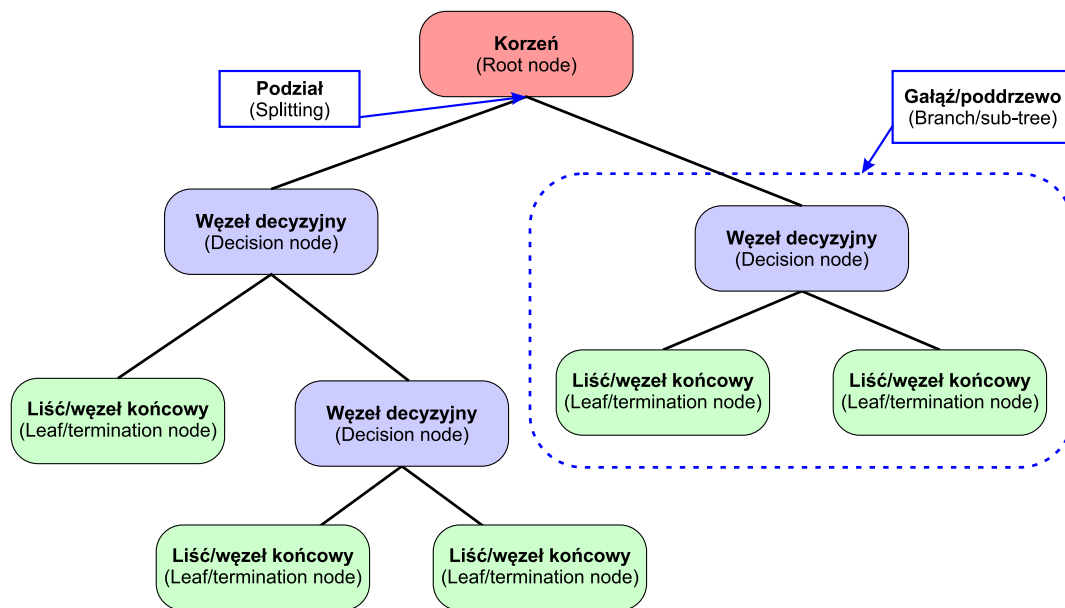 Korzeń
(Root node)
Podział
(Splitting)
Gałąź/poddrzewo
(Branch/sub-tree)
Węzeł decyzyjny
(Decision node)
Węzeł decyzyjny
(Decision node)
Liść/węzeł końcowy
(Leaf/termination node)
Liść/węzeł końcowy
(Leaf/termination node)
Liść/węzeł końcowy
(Leaf/termination node)
Węzeł decyzyjny
(Decision node)
Liść/węzeł końcowy
(Leaf/termination node)
Liść/węzeł końcowy
(Leaf/termination node)